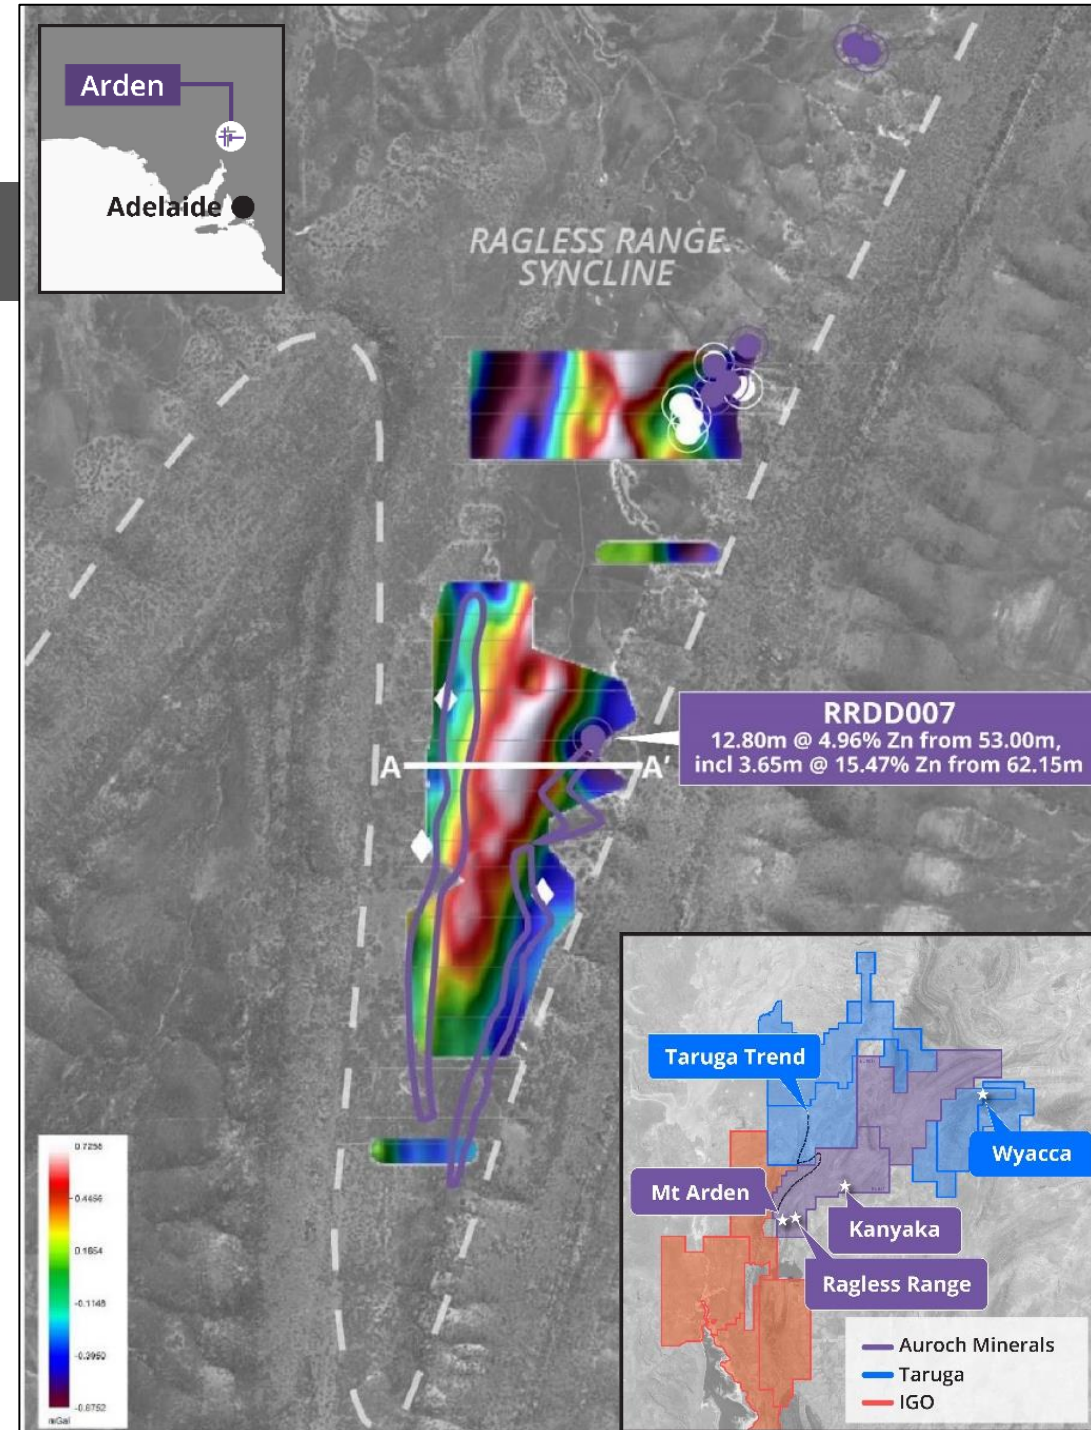 Arden
Adelaide
RAGLESS RANGE
SYNCLINE
RRDD007
12.80m @ 4.96% Zn from 53.00m,
incl 3.65m @ 15.47% Zn from 62.15m
A
A'
0.7256
0.4456
0.1654
-0.1148
-0.3950
-0.6752
mGal
Taruga Trend
Wyacca
Mt Arden
Kanyaka
Ragless Range
Auroch Minerals
Taruga
IGO